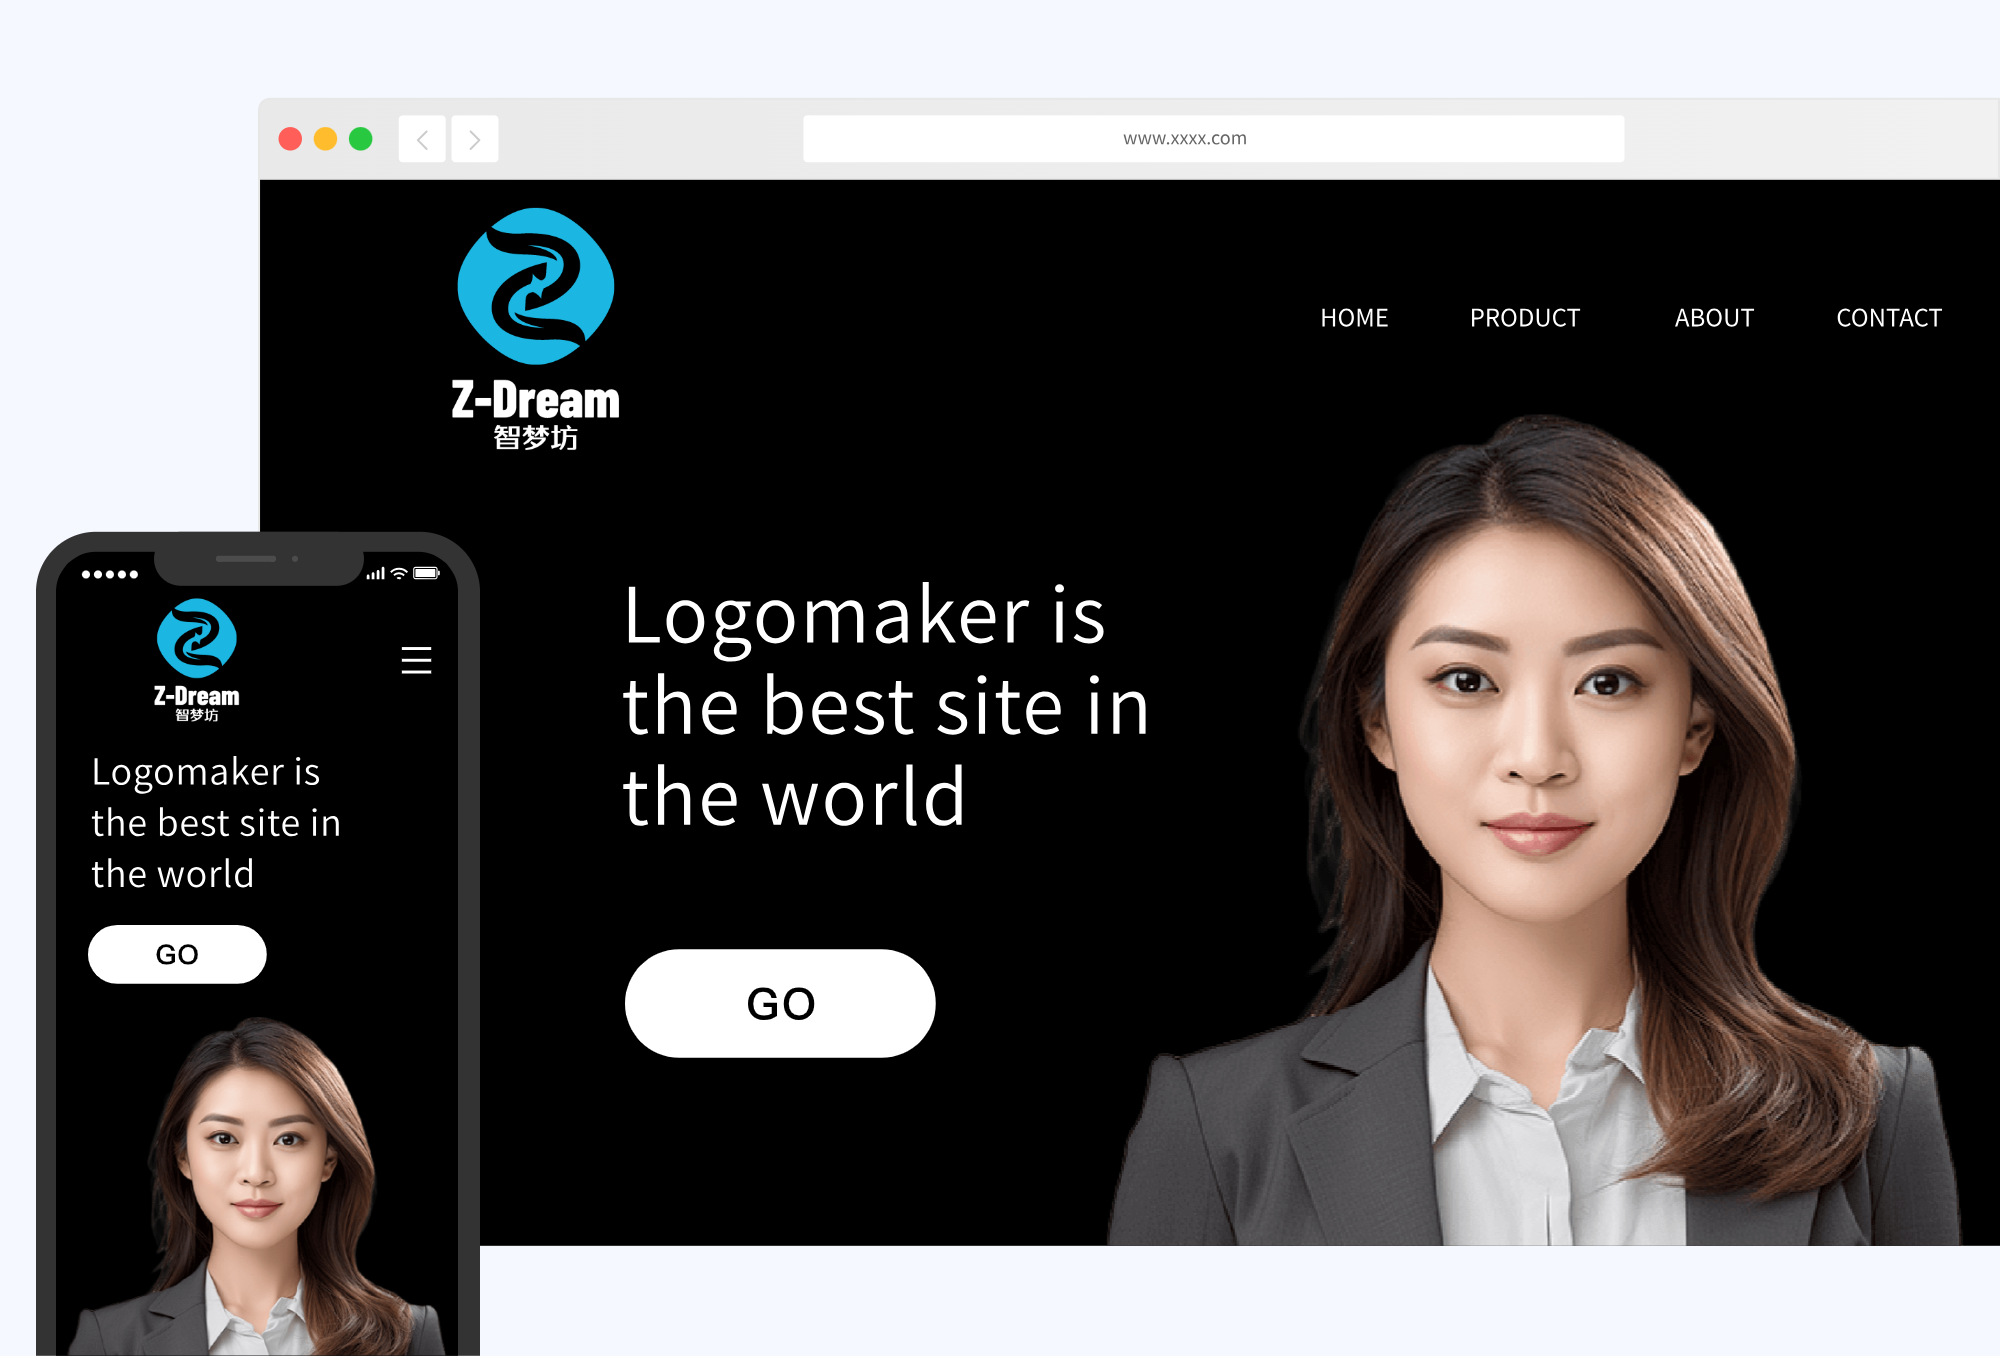 www.xxxx.com
Z-Dream
智梦坊
HOME PRODUCT ABOUT CONTACT
Logomaker is
the best site in
the world
GO
Z-Dream
智梦坊
Logomaker is
the best site in
the world
GO